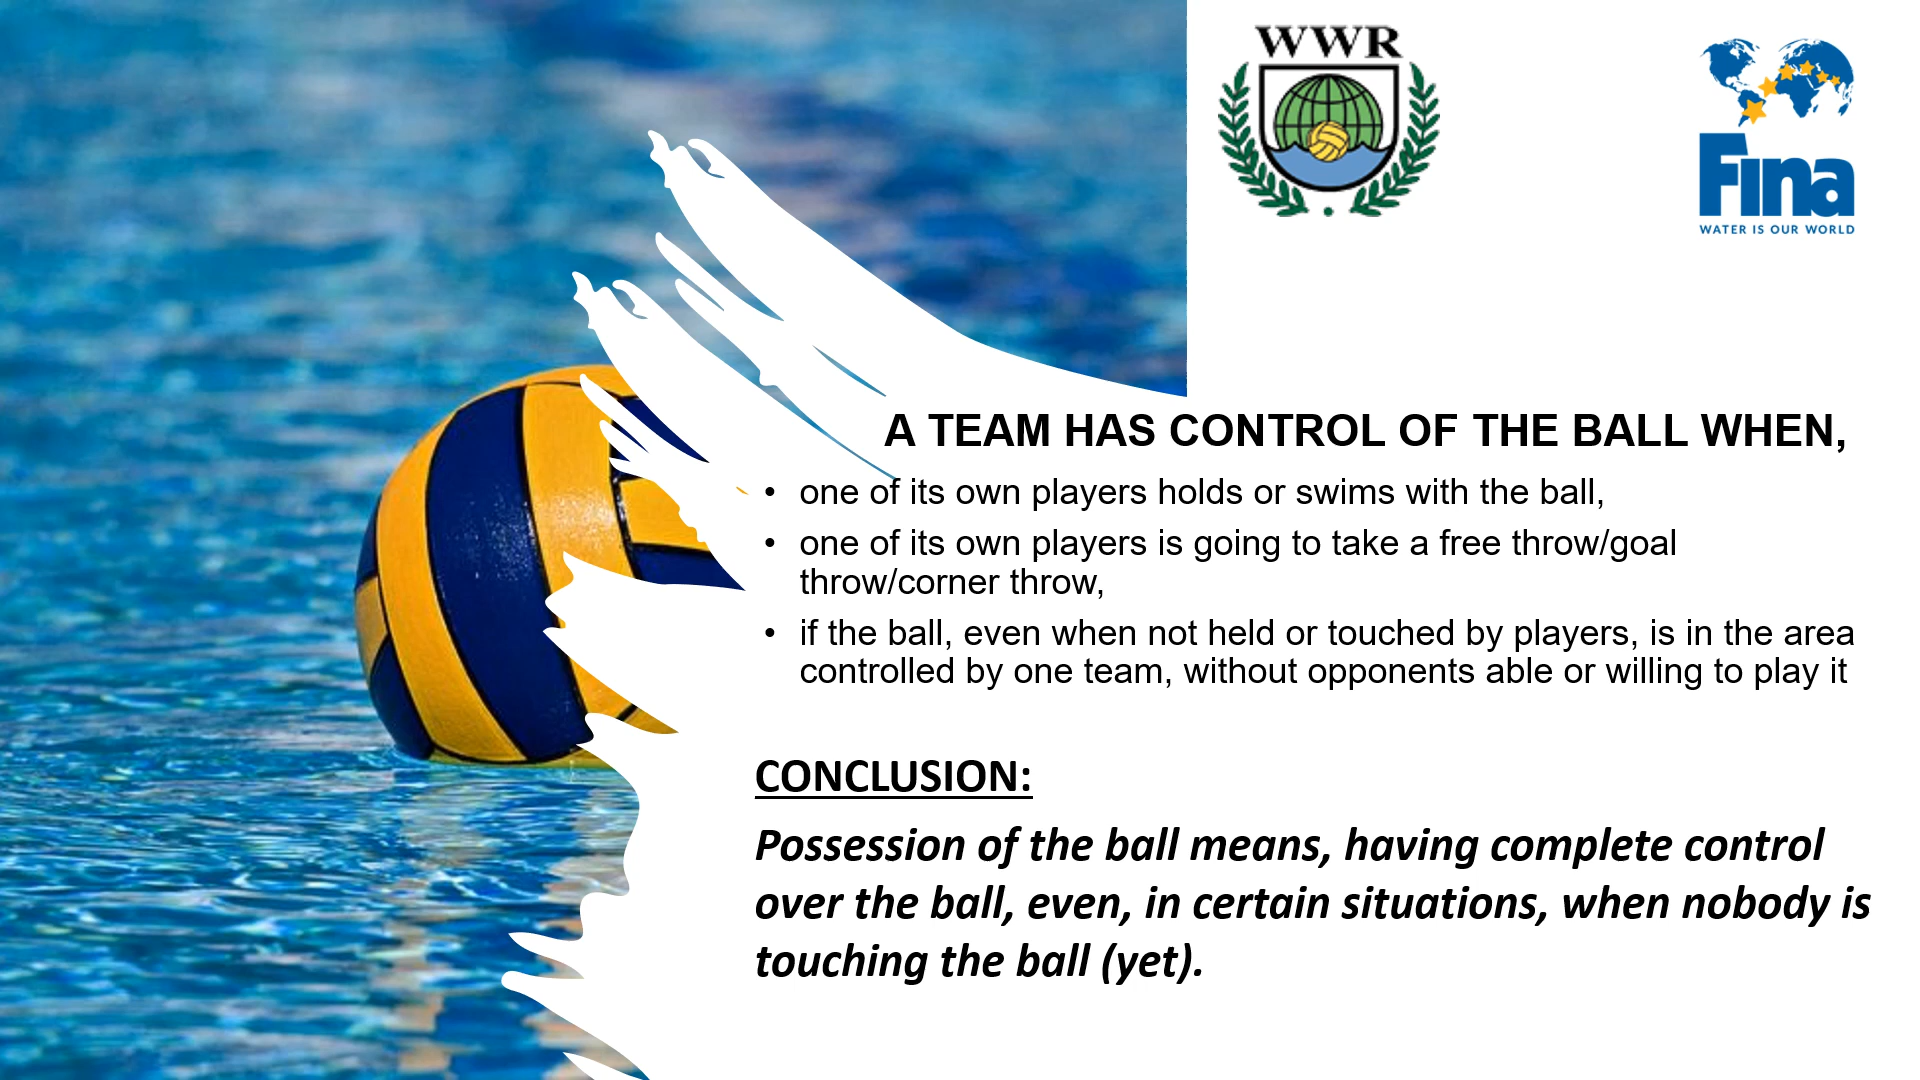 WWR
Fina
WATER IS OUR WORLD
A TEAM HAS CONTROL OF THE BALL WHEN,
• one of its own players holds or swims with the ball,
• one of its own players is going to take a free throw/goal
throw/corner throw,
• if the ball, even when not held or touched by players, is in the area
controlled by one team, without opponents able or willing to play it
CONCLUSION:
Possession of the ball means, having complete control
over the ball, even, in certain situations, when nobody is
touching the ball (yet).